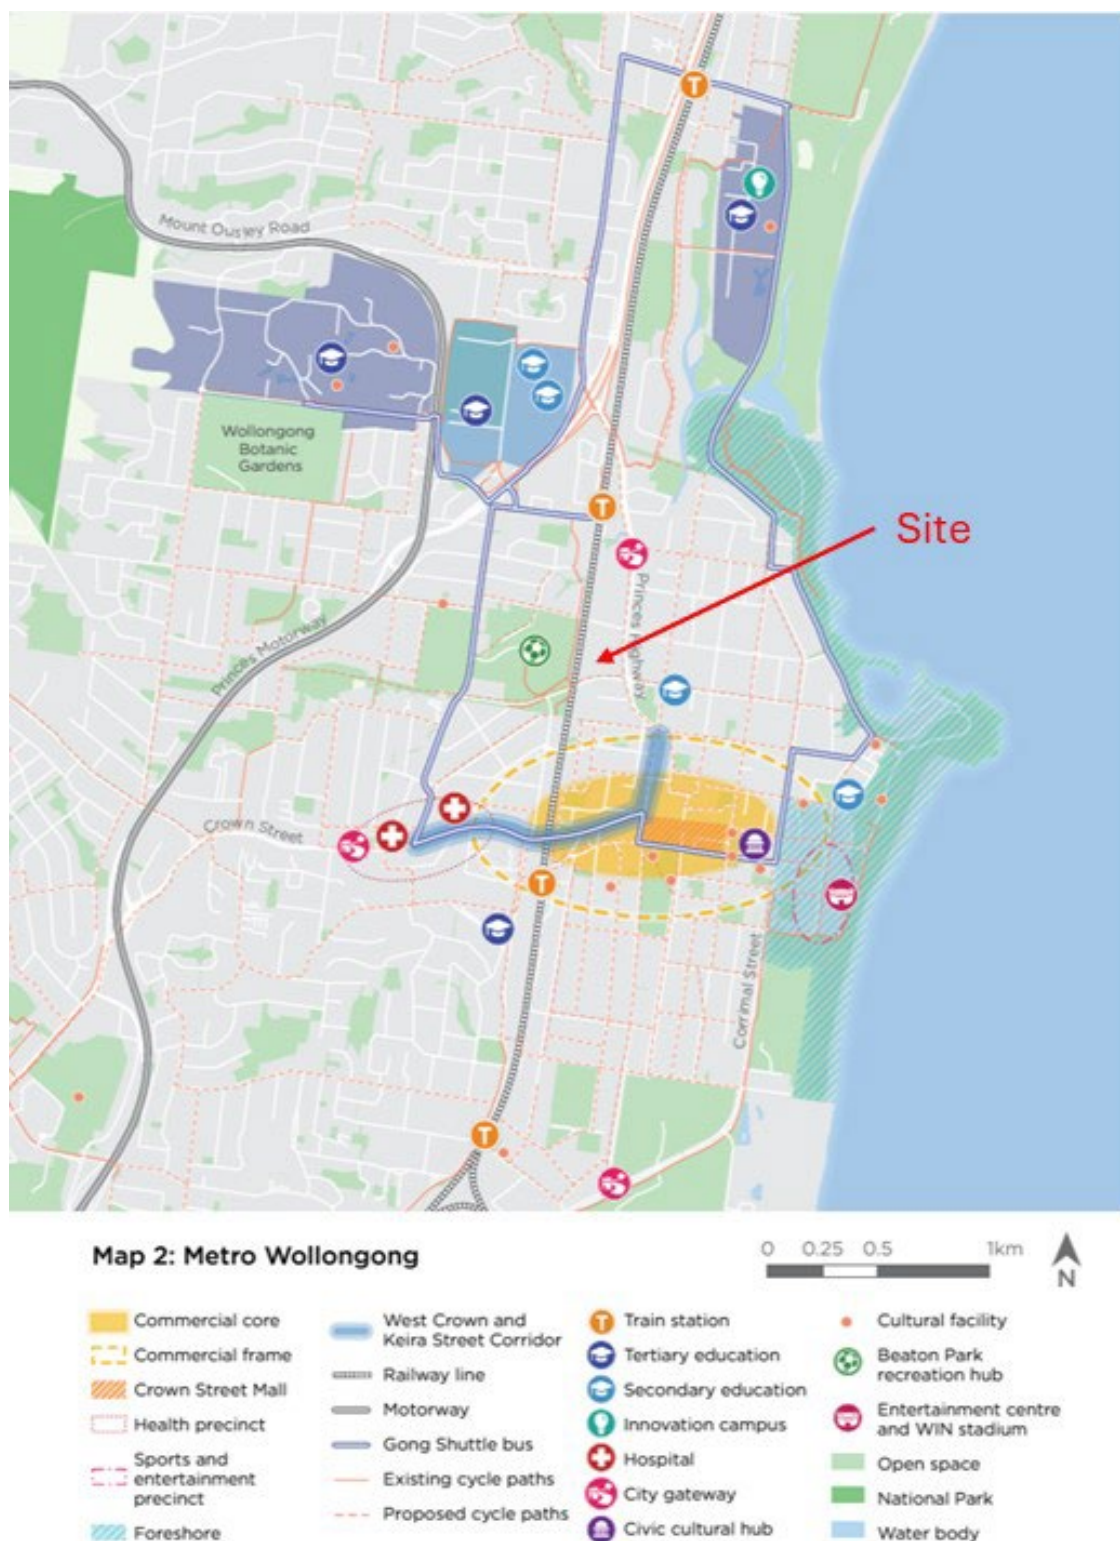 Mount Ousley Road
Wollongong
Botanic
Gardens
Site
Princes Highway
Princes Motorway
Crown Street
Corrimal Street
T
T
T
T
Map 2: Metro Wollongong
0 0.25 0.5 1km
N
Commercial core
Commercial frame
Crown Street Mall
Health precinct
Sports and
entertainment
precinct
Foreshore
West Crown and
Keira Street Corridor
Railway line
Motorway
Gong Shuttle bus
Existing cycle paths
Proposed cycle paths
T Train station
Tertiary education
Secondary education
Innovation campus
Hospital
City gateway
Civic cultural hub
Cultural facility
Beaton Park
recreation hub
Entertainment centre
and WIN stadium
Open space
National Park
Water body